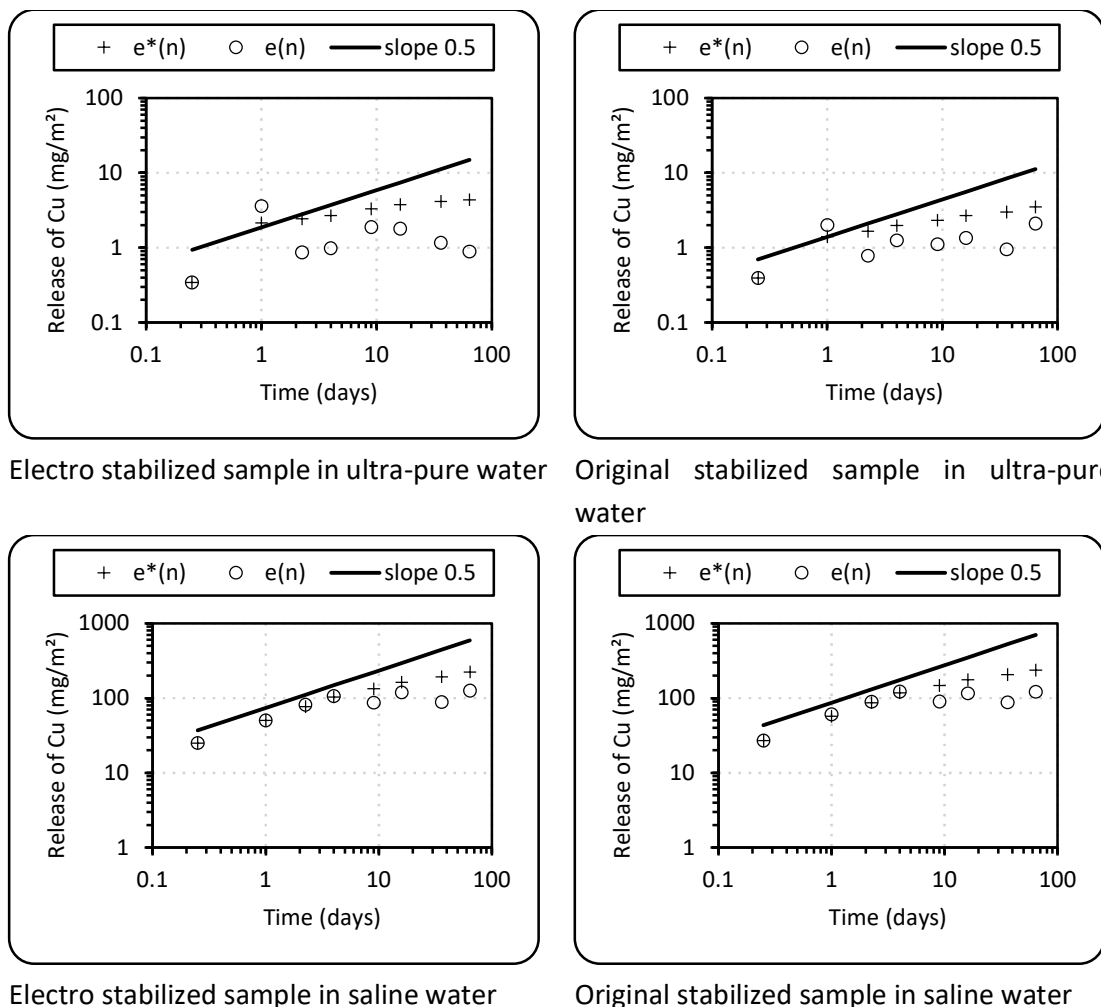 + e*(n) ○ e(n) slope 0.5
Release of Cu (mg/m²)
100
10
1
0.1
0.1 1 10 100
Time (days)
Electro stabilized sample in ultra-pure water
+ e*(n) ○ e(n) slope 0.5
Release of Cu (mg/m²)
100
10
1
0.1
0.1 1 10 100
Time (days)
Original stabilized sample in ultra-pure
water
+ e*(n) ○ e(n) slope 0.5
Release of Cu (mg/m²)
1000
100
10
1
0.1 1 10 100
Time (days)
Electro stabilized sample in saline water
+ e*(n) ○ e(n) slope 0.5
Release of Cu (mg/m²)
1000
100
10
1
0.1 1 10 100
Time (days)
Original stabilized sample in saline water